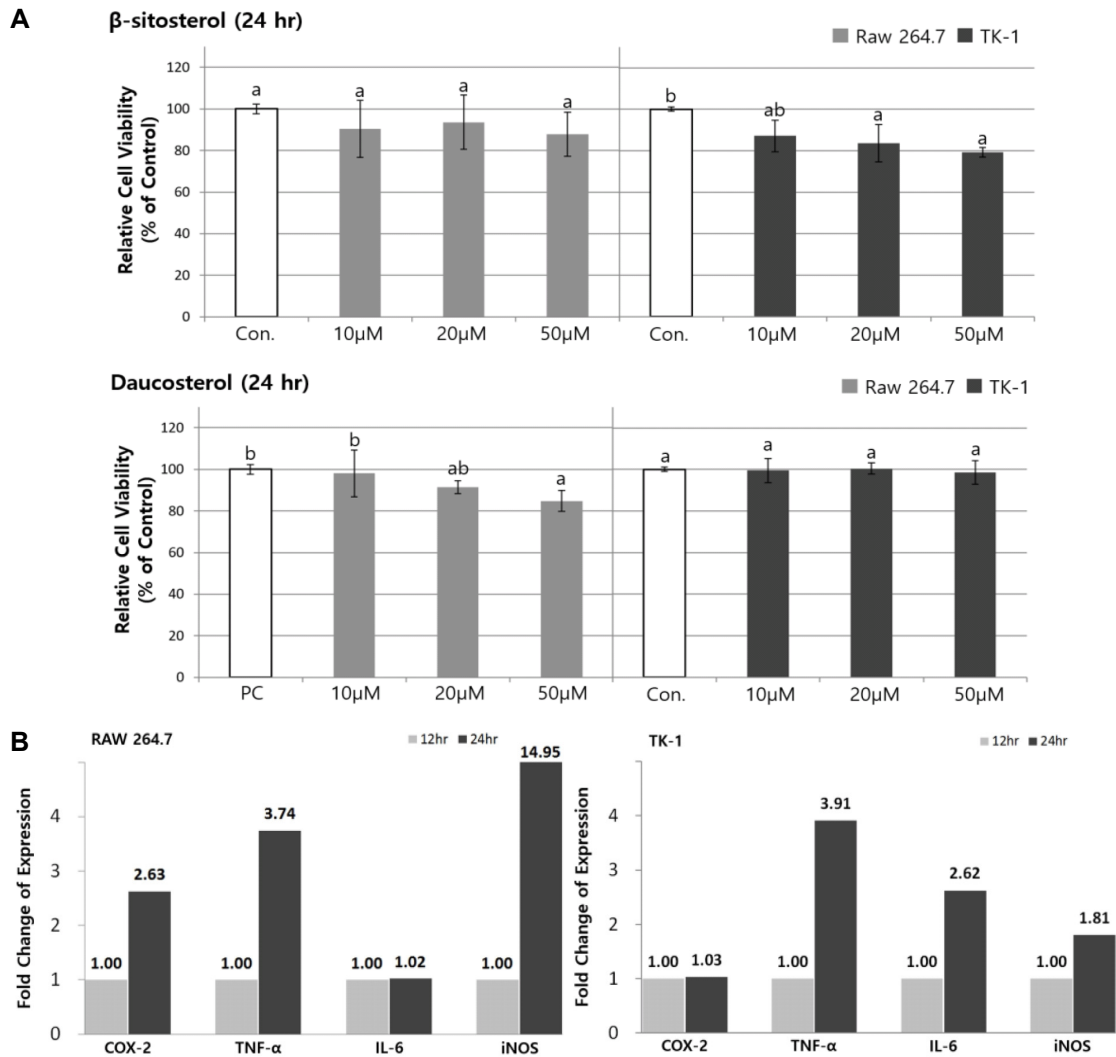 A
β-sitosterol (24 hr)
Raw 264.7 TK-1
Relative Cell Viability
(% of Control)
120
100
80
60
40
20
0
a a a a b ab a a
Con. 10µM 20µM 50µM Con. 10µM 20µM 50µM
Daucosterol (24 hr)
Raw 264.7 TK-1
Relative Cell Viability
(% of Control)
120
100
80
60
40
20
0
b b ab a a a a a
PC 10µM 20µM 50µM Con. 10µM 20µM 50µM
B
RAW 264.7
12hr 24hr
Fold Change of Expression
4
3
2
1
0
1.00 2.63 1.00 3.74 1.00 1.02 1.00 14.95
COX-2 TNF-α IL-6 iNOS
TK-1
12hr 24hr
Fold Change of Expression
4
3
2
1
0
1.00 1.03 1.00 3.91 1.00 2.62 1.00 1.81
COX-2 TNF-α IL-6 iNOS